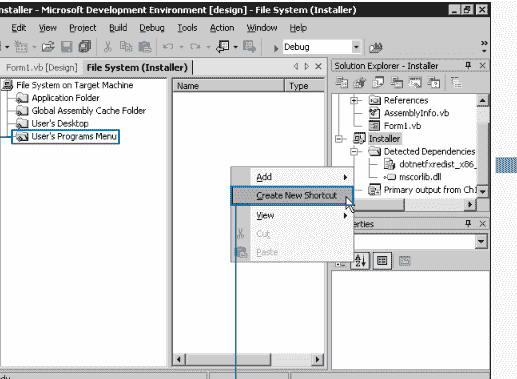 nstaller - Microsoft Development Environment [design] - File System (Installer)
Edit View Project Build Debug Tools Action Window Help
Debug
Form1.vb [Design] File System (Installer)
Solution Explorer - Installer
File System on Target Machine
Application Folder
Global Assembly Cache Folder
User's Desktop
User's Programs Menu
Name Type
References
AssemblyInfo.vb
Form1.vb
Installer
Detected Dependencies
dotnetfxredist_x86_
mscorlib.dll
Primary output from Ch1
Add
Create New Shortcut
View
Cut
Paste
erties